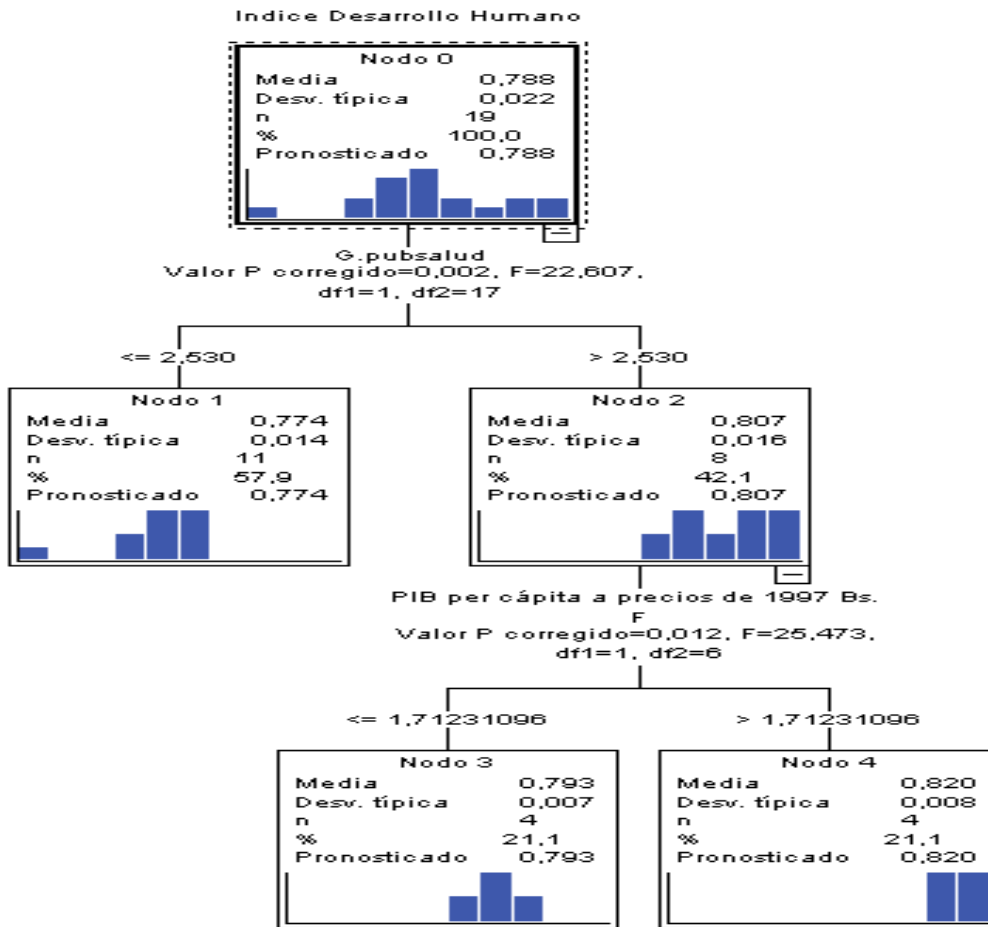 Indice Desarrollo Humano
Nodo 0
Media 0,788
Desv. típica 0,022
n 19
% 100,0
Pronosticado 0,788
G.pubsalud
Valor P corregido=0,002, F=22,607,
df1=1, df2=17
<= 2,530
> 2,530
Nodo 1
Media 0,774
Desv. típica 0,014
n 11
% 57,9
Pronosticado 0,774
Nodo 2
Media 0,807
Desv. típica 0,016
n 8
% 42,1
Pronosticado 0,807
PIB per cápita a precios de 1997 Bs.
F
Valor P corregido=0,012, F=25,473,
df1=1, df2=6
<= 1,71231096
> 1,71231096
Nodo 3
Media 0,793
Desv. típica 0,007
n 4
% 21,1
Pronosticado 0,793
Nodo 4
Media 0,820
Desv. típica 0,008
n 4
% 21,1
Pronosticado 0,820